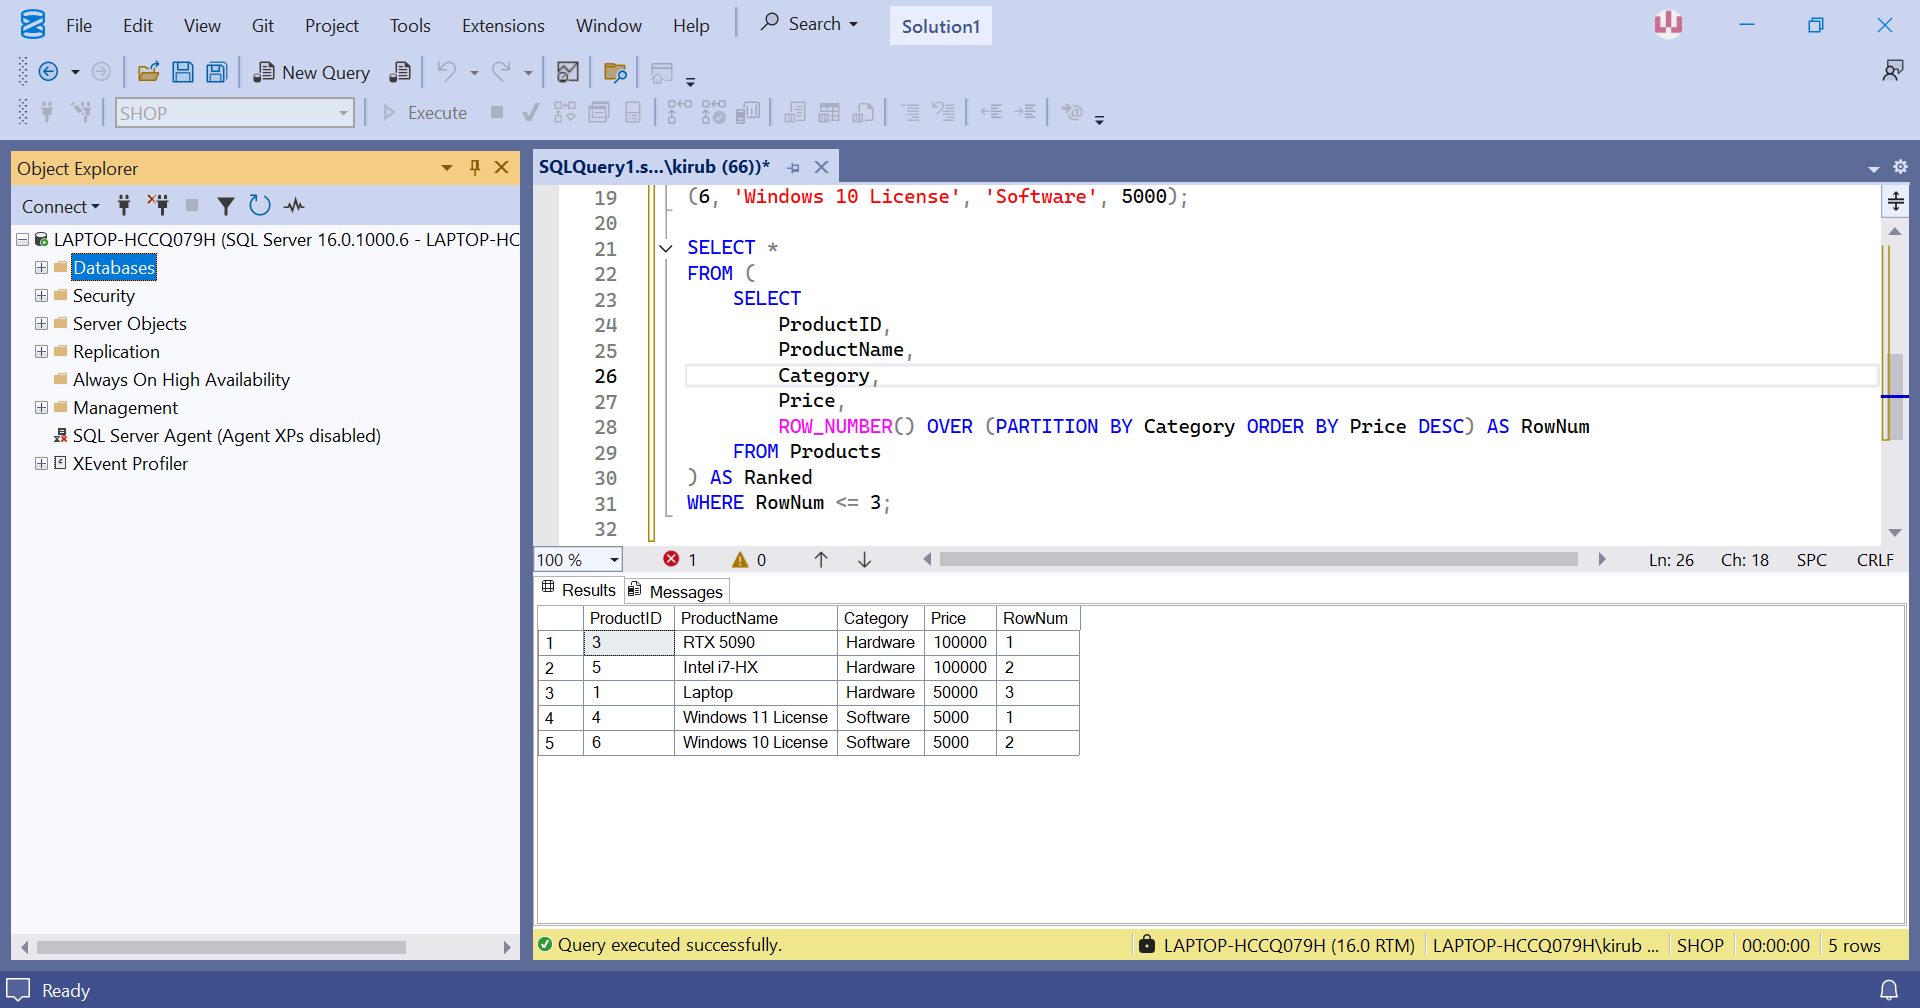 File Edit View Git Project Tools Extensions Window Help Search Solution1
New Query
SHOP Execute
Object Explorer
Connect
LAPTOP-HCCQ079H (SQL Server 16.0.1000.6 - LAPTOP-HC
Databases
Security
Server Objects
Replication
Always On High Availability
Management
SQL Server Agent (Agent XPs disabled)
XEvent Profiler
SQLQuery1.s...\kirub (66))*
19 (6, 'Windows 10 License', 'Software', 5000);
20
21 SELECT *
22 FROM (
23 SELECT
24 ProductID,
25 ProductName,
26 Category,
27 Price,
28 ROW_NUMBER() OVER (PARTITION BY Category ORDER BY Price DESC) AS RowNum
29 FROM Products
30 ) AS Ranked
31 WHERE RowNum <= 3;
32
100 % 1 0 Ln: 26 Ch: 18 SPC CRLF
Results Messages
ProductID ProductName Category Price RowNum
1 3 RTX 5090 Hardware 100000 1
2 5 Intel i7-HX Hardware 100000 2
3 1 Laptop Hardware 50000 3
4 4 Windows 11 License Software 5000 1
5 6 Windows 10 License Software 5000 2
Query executed successfully. LAPTOP-HCCQ079H (16.0 RTM) LAPTOP-HCCQ079H\kirub ... SHOP 00:00:00 5 rows
Ready